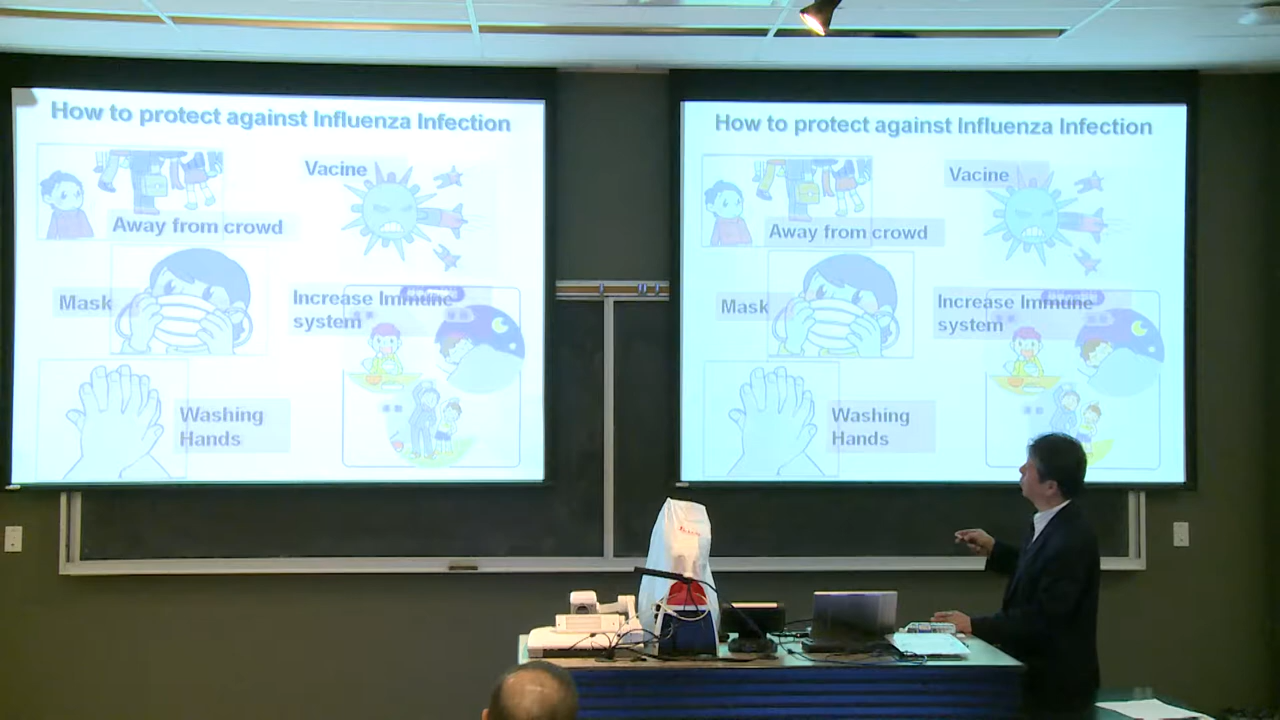 How to protect against Influenza Infection
Vacine
Away from crowd
Mask
Increase Immune
system
Washing
Hands
How to protect against Influenza Infection
Vacine
Away from crowd
Mask
Increase Immune
system
Washing
Hands